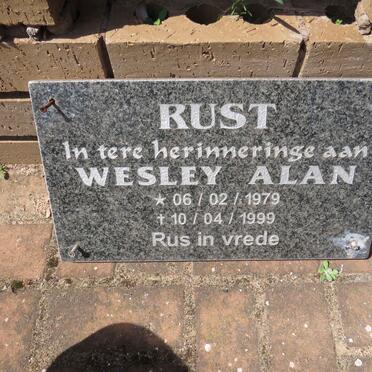 RUST
In tere herinneringe aan
WESLEY ALAN
★ 06 / 02 / 1979
✝ 10 / 04 / 1999
Rus in vrede